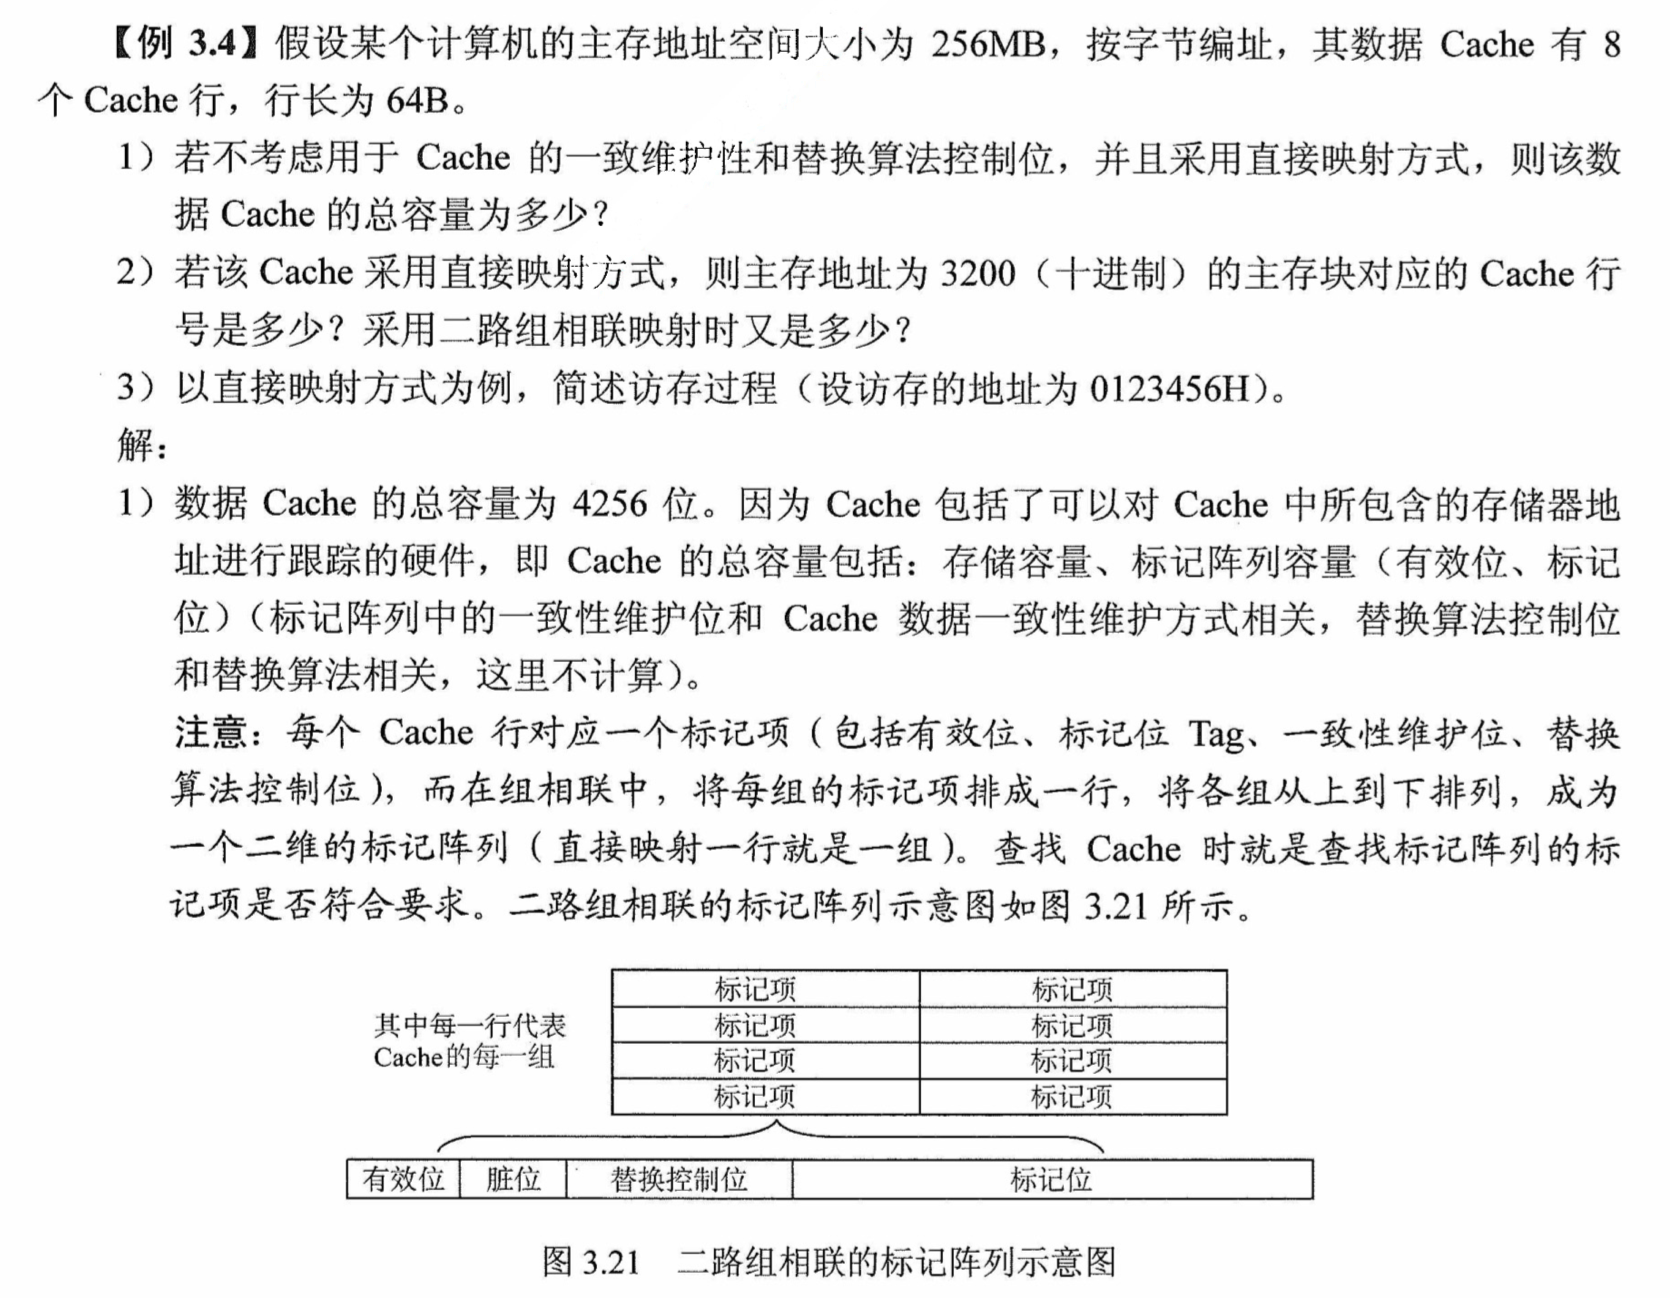 【例 3.4】假设某个计算机的主存地址空间大小为 256MB，按字节编址，其数据 Cache 有 8
个 Cache 行，行长为 64B。
1）若不考虑用于 Cache 的一致维护性和替换算法控制位，并且采用直接映射方式，则该数
据 Cache 的总容量为多少？
2）若该 Cache 采用直接映射方式，则主存地址为 3200（十进制）的主存块对应的 Cache 行
号是多少？采用二路组相联映射时又是多少？
3）以直接映射方式为例，简述访存过程（设访存的地址为 0123456H）。
解：
1）数据 Cache 的总容量为 4256 位。因为 Cache 包括了可以对 Cache 中所包含的存储器地
址进行跟踪的硬件，即 Cache 的总容量包括：存储容量、标记阵列容量（有效位、标记
位）（标记阵列中的一致性维护位和 Cache 数据一致性维护方式相关，替换算法控制位
和替换算法相关，这里不计算）。
注意：每个 Cache 行对应一个标记项（包括有效位、标记位 Tag、一致性维护位、替换
算法控制位），而在组相联中，将每组的标记项排成一行，将各组从上到下排列，成为
一个二维的标记阵列（直接映射一行就是一组）。查找 Cache 时就是查找标记阵列的标
记项是否符合要求。二路组相联的标记阵列示意图如图 3.21 所示。
其中每一行代表
Cache的每一组
标记项 标记项
标记项 标记项
标记项 标记项
标记项 标记项
有效位 脏位 替换控制位 标记位
图 3.21 二路组相联的标记阵列示意图